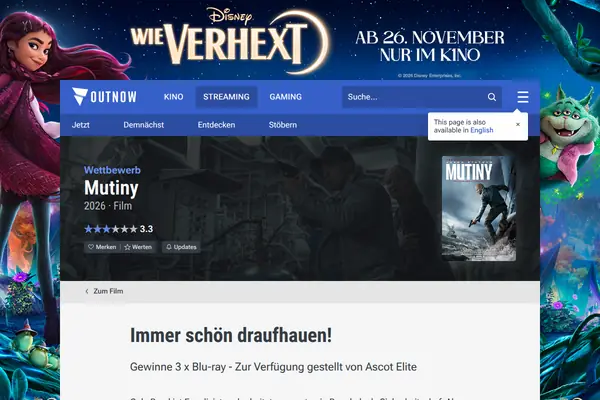 Disney
WIE VERHEXT
AB 26. NOVEMBER
NUR IM KINO
© 2026 Disney Enterprises, Inc.
OUTNOW
KINO
STREAMING
GAMING
Suche...
Jetzt
Demnächst
Entdecken
Stöbern
This page is also
available in English
×
Wettbewerb
Mutiny
2026 · Film
3.3
Merken
Werten
Updates
MUTINY
Zum Film
Immer schön draufhauen!
Gewinne 3 x Blu-ray - Zur Verfügung gestellt von Ascot Elite